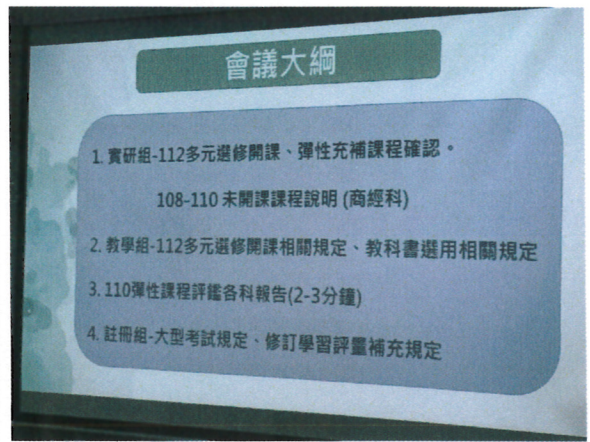 會議大綱
1. 實研組-112多元選修開課、彈性充補課程確認。
108-110 未開課課程說明 (商經科)
2. 教學組-112多元選修開課相關規定、教科書選用相關規定
3. 110彈性課程評鑑各科報告(2-3分鐘)
4. 註冊組-大型考試規定、修訂學習評量補充規定